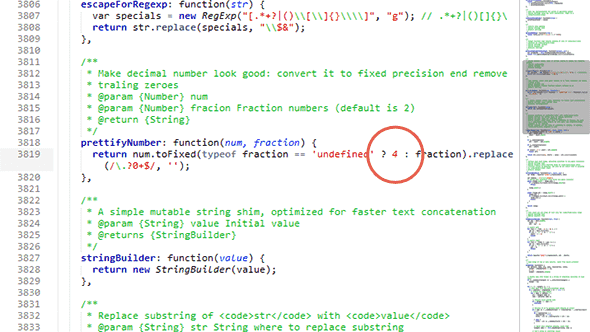 3806 escapeForRegexp: function(str) {
3807 var specials = new RegExp("[.*+?|()\\[\\]{}\\\\]", "g"); // .*+?|()[]{}\
3808 return str.replace(specials, "\\$&");
3809 },
3810
3811 /**
3812 * Make decimal number look good: convert it to fixed precision end remove
3813 * traling zeroes
3814 * @param {Number} num
3815 * @param {Number} fracion Fraction numbers (default is 2)
3816 * @return {String}
3817 */
3818 prettifyNumber: function(num, fraction) {
3819 return num.toFixed(typeof fraction == 'undefined' ? 4 : fraction).replace
(/\.?0+$/, '');
3820 },
3821
3822 /**
3823 * A simple mutable string shim, optimized for faster text concatenation
3824 * @param {String} value Initial value
3825 * @returns {StringBuilder}
3826 */
3827 stringBuilder: function(value) {
3828 return new StringBuilder(value);
3829 },
3830
3831 /**
3832 * Replace substring of <code>str</code> with <code>value</code>
3833 * @param {String} str String where to replace substring